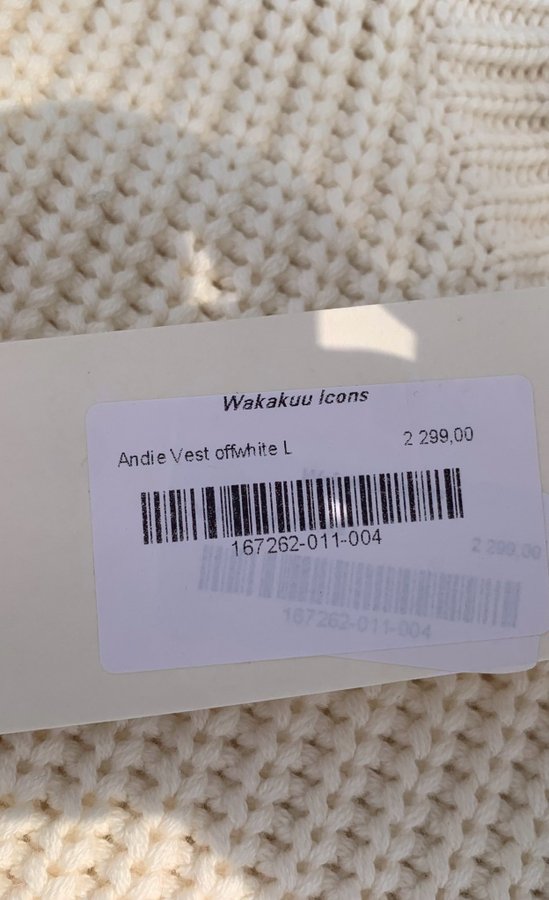 Wakakuu Icons
Andie Vest offwhite L 2 299,00
167262-011-004
2 299,00
167262-011-004